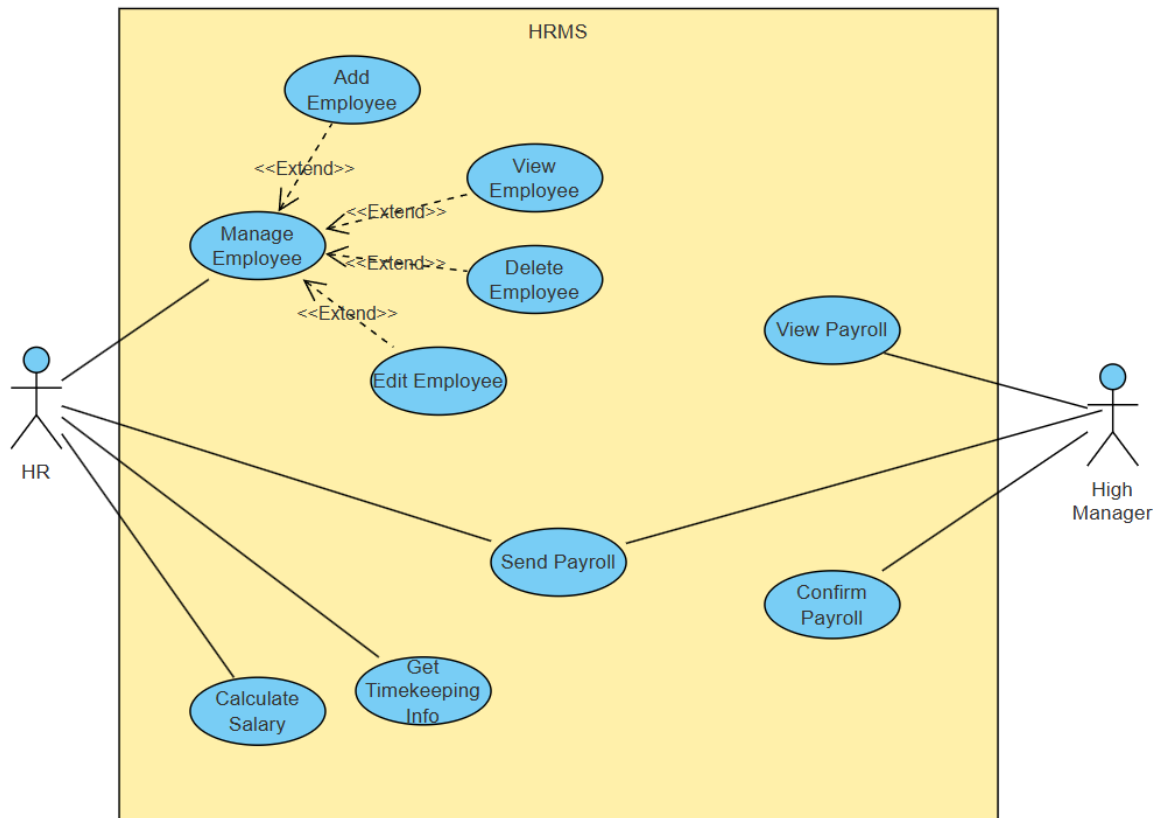 HRMS
Add
Employee
<<Extend>>
View
Employee
<<Extend>>
Manage
Employee
<<Extend>>
Delete
Employee
<<Extend>>
View Payroll
Edit Employee
HR
High
Manager
Send Payroll
Confirm
Payroll
Get
Timekeeping
Info
Calculate
Salary